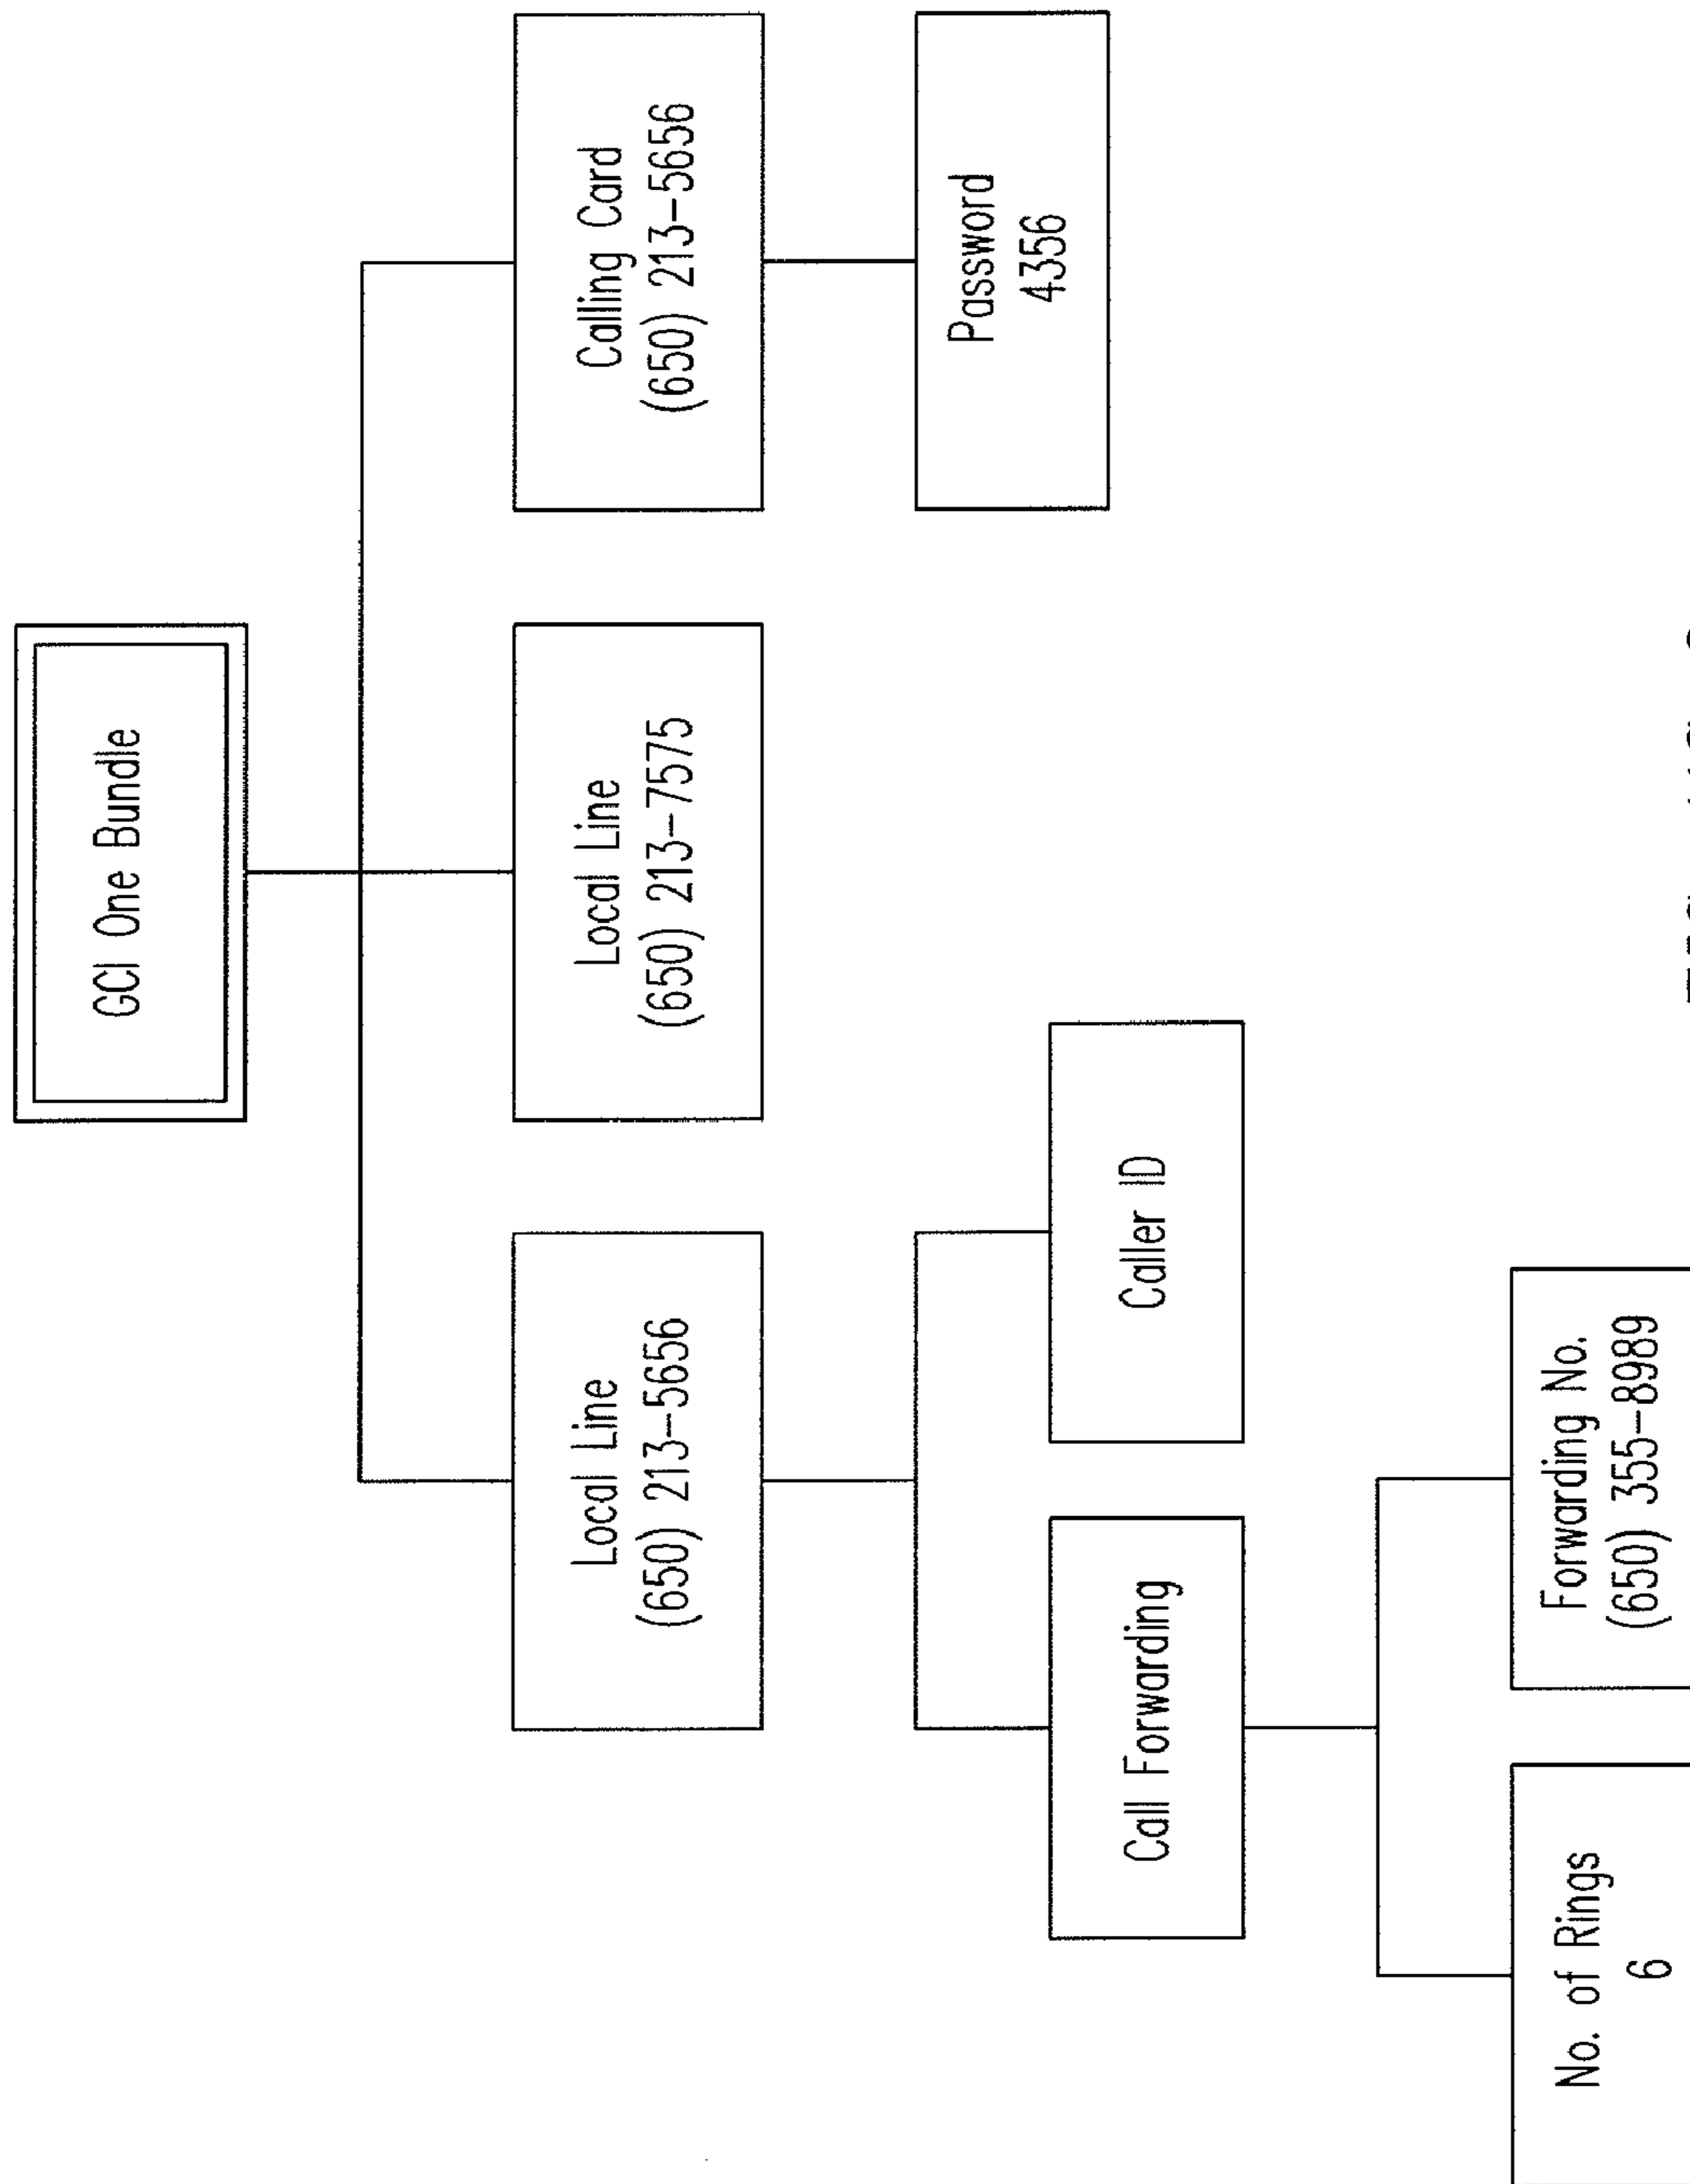 GCI One Bundle
Local Line
(650) 213-5656
Local Line
(650) 213-7575
Calling Card
(650) 213-5656
Call Forwarding
Caller ID
Password
4356
No. of Rings
6
Forwarding No.
(650) 355-8989